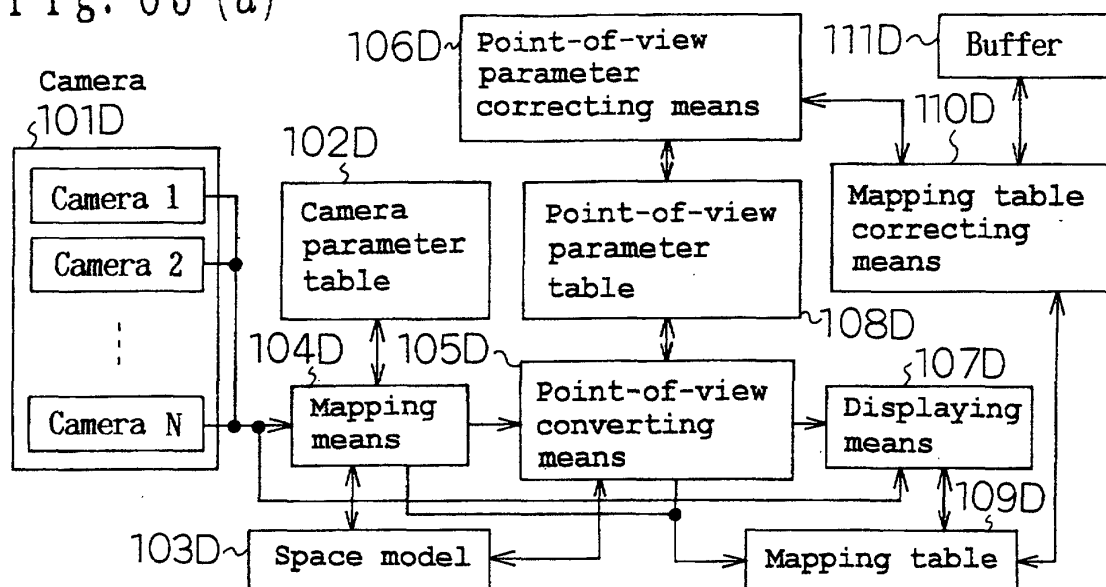 Camera
101D
Camera 1
Camera 2
Camera N
102D
Camera
parameter
table
106D
Point-of-view
parameter
correcting means
111D
Buffer
110D
Mapping table
correcting
means
Point-of-view
parameter
table
108D
104D
Mapping
means
105D
Point-of-view
converting
means
107D
Displaying
means
103D
Space model
109D
Mapping table